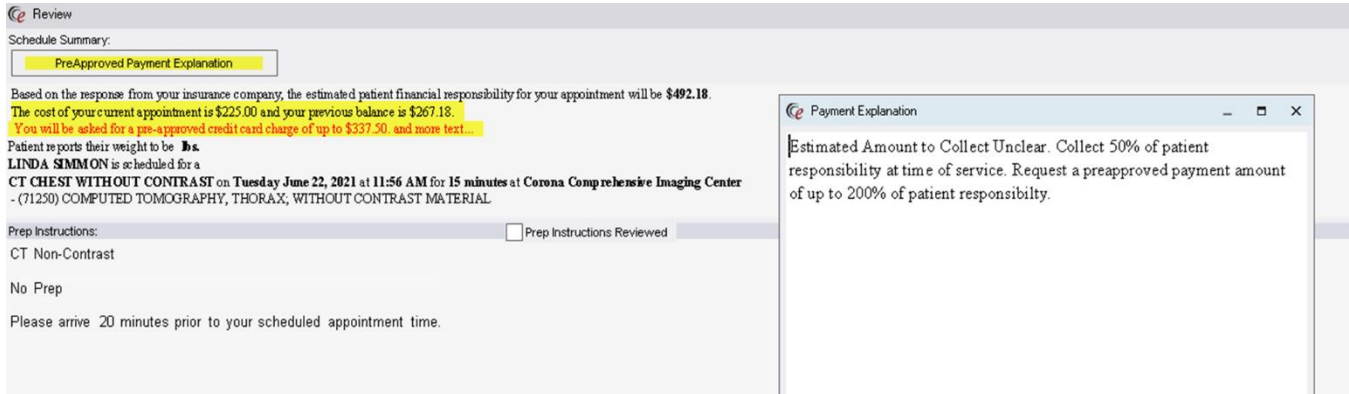 Review
Schedule Summary:
PreApproved Payment Explanation
Based on the response from your insurance company, the estimated patient financial responsibility for your appointment will be $492.18.
The cost of your current appointment is $225.00 and your previous balance is $267.18.
You will be asked for a pre-approved credit card charge of up to $337.50. and more text...
Patient reports their weight to be lbs.
LINDA SIMMON is scheduled for a
CT CHEST WITHOUT CONTRAST on Tuesday June 22, 2021 at 11:56 AM for 15 minutes at Corona Comprehensive Imaging Center
- (71250) COMPUTED TOMOGRAPHY, THORAX; WITHOUT CONTRAST MATERIAL
Prep Instructions:
Prep Instructions Reviewed
CT Non-Contrast
No Prep
Please arrive 20 minutes prior to your scheduled appointment time.
Payment Explanation
Estimated Amount to Collect Unclear. Collect 50% of patient
responsibility at time of service. Request a preapproved payment amount
of up to 200% of patient responsibilty.